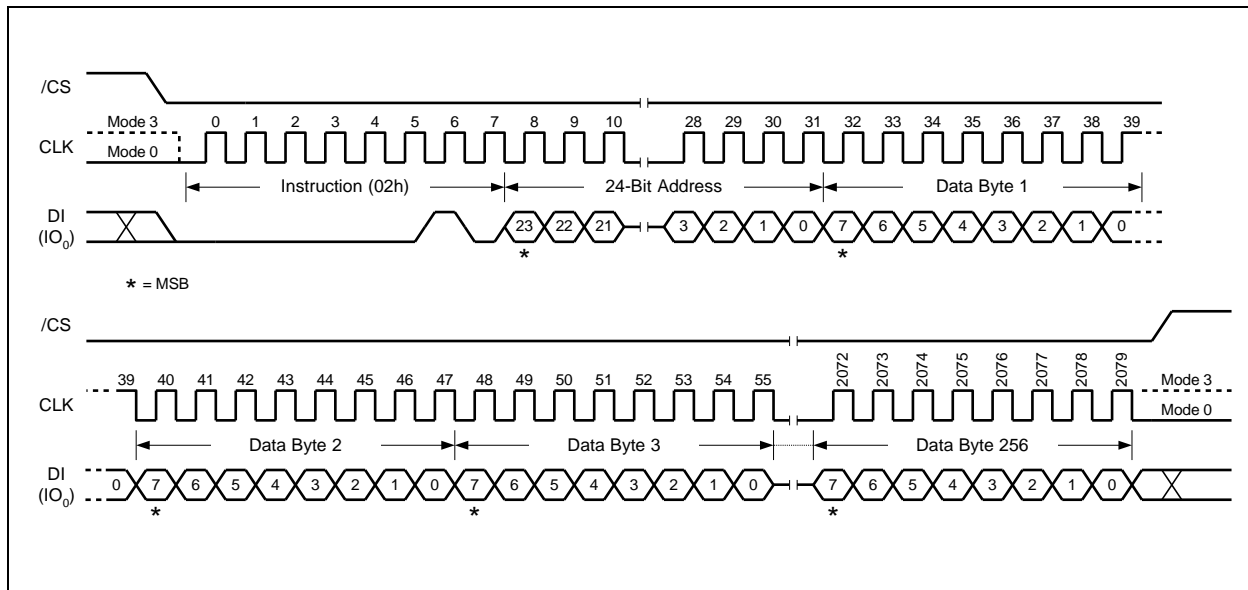 /CS
Mode 3
0 1 2 3 4 5 6 7 8 9 10 28 29 30 31 32 33 34 35 36 37 38 39
CLK
Mode 0
Instruction (02h) 24-Bit Address Data Byte 1
DI
(IO0)
23 22 21 3 2 1 0 7 6 5 4 3 2 1 0
* *
* = MSB
/CS
39 40 41 42 43 44 45 46 47 48 49 50 51 52 53 54 55 2072 2073 2074 2075 2076 2077 2078 2079
Mode 3
CLK
Mode 0
Data Byte 2 Data Byte 3 Data Byte 256
DI
(IO0)
0 7 6 5 4 3 2 1 0 7 6 5 4 3 2 1 0 7 6 5 4 3 2 1 0
* * *